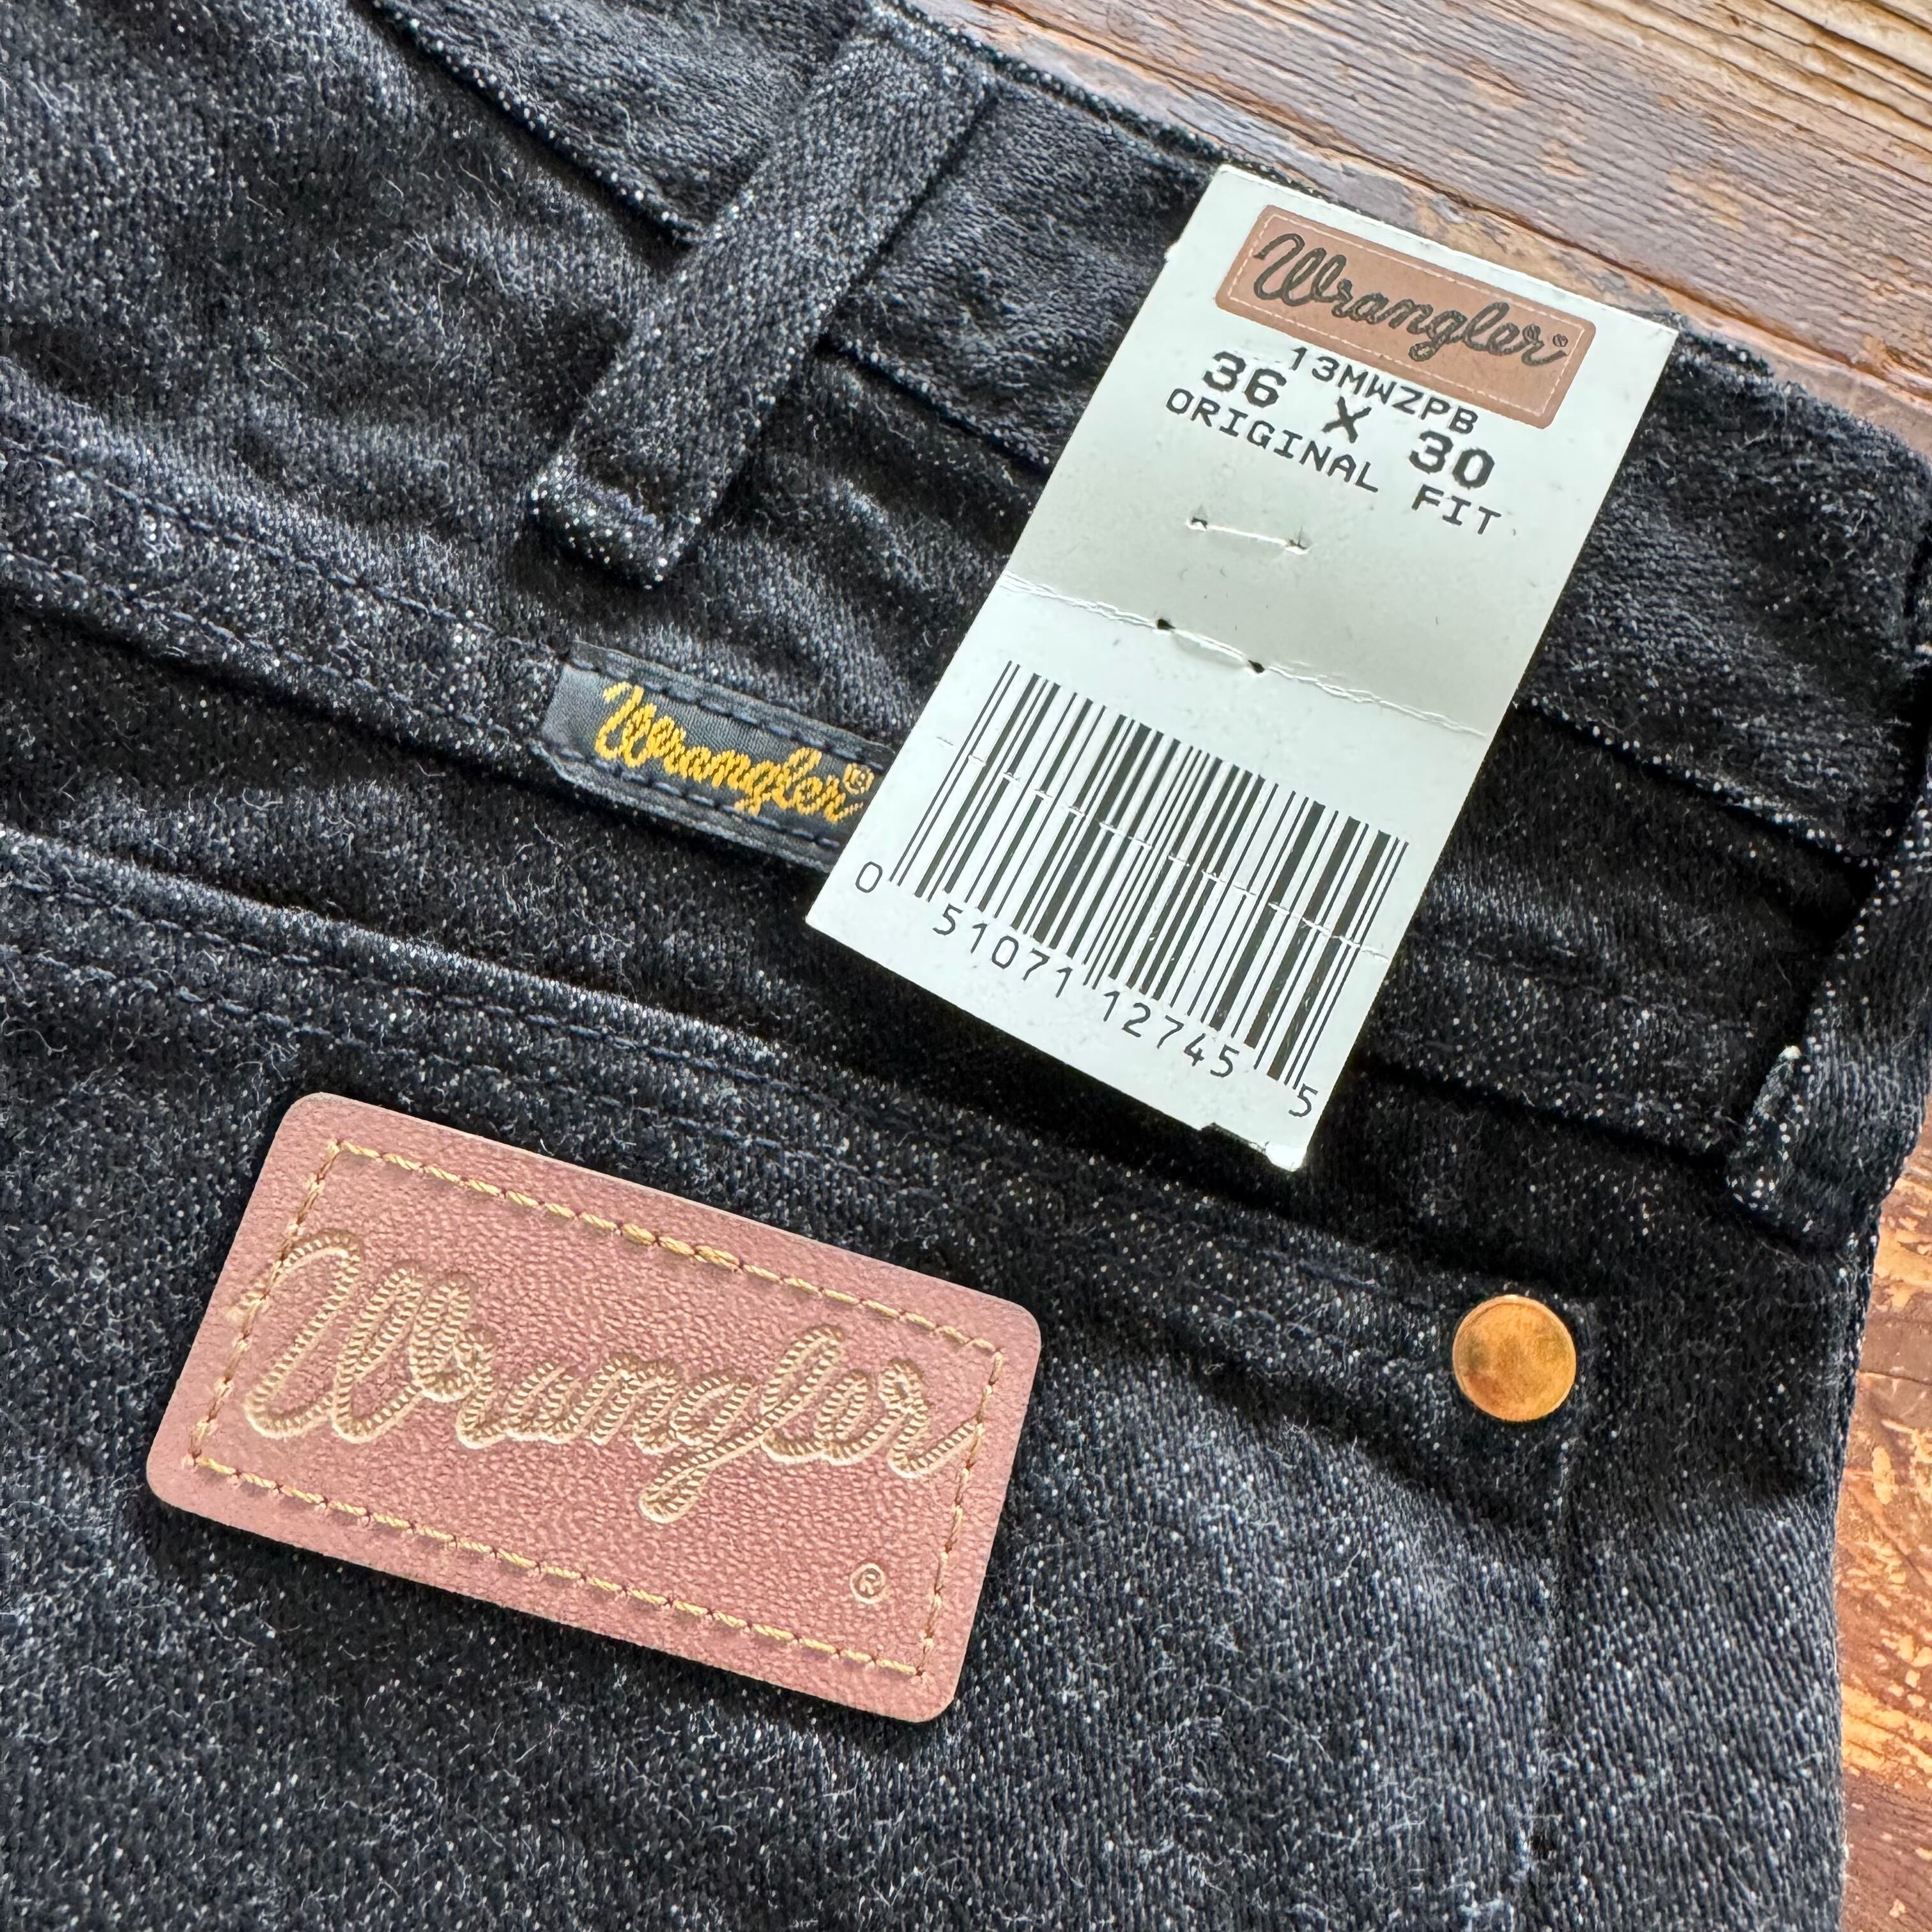 Wrangler®
13MWZPB
36 X 30
ORIGINAL FIT
Wrangler®
0 51071 12745 5
Wrangler
®